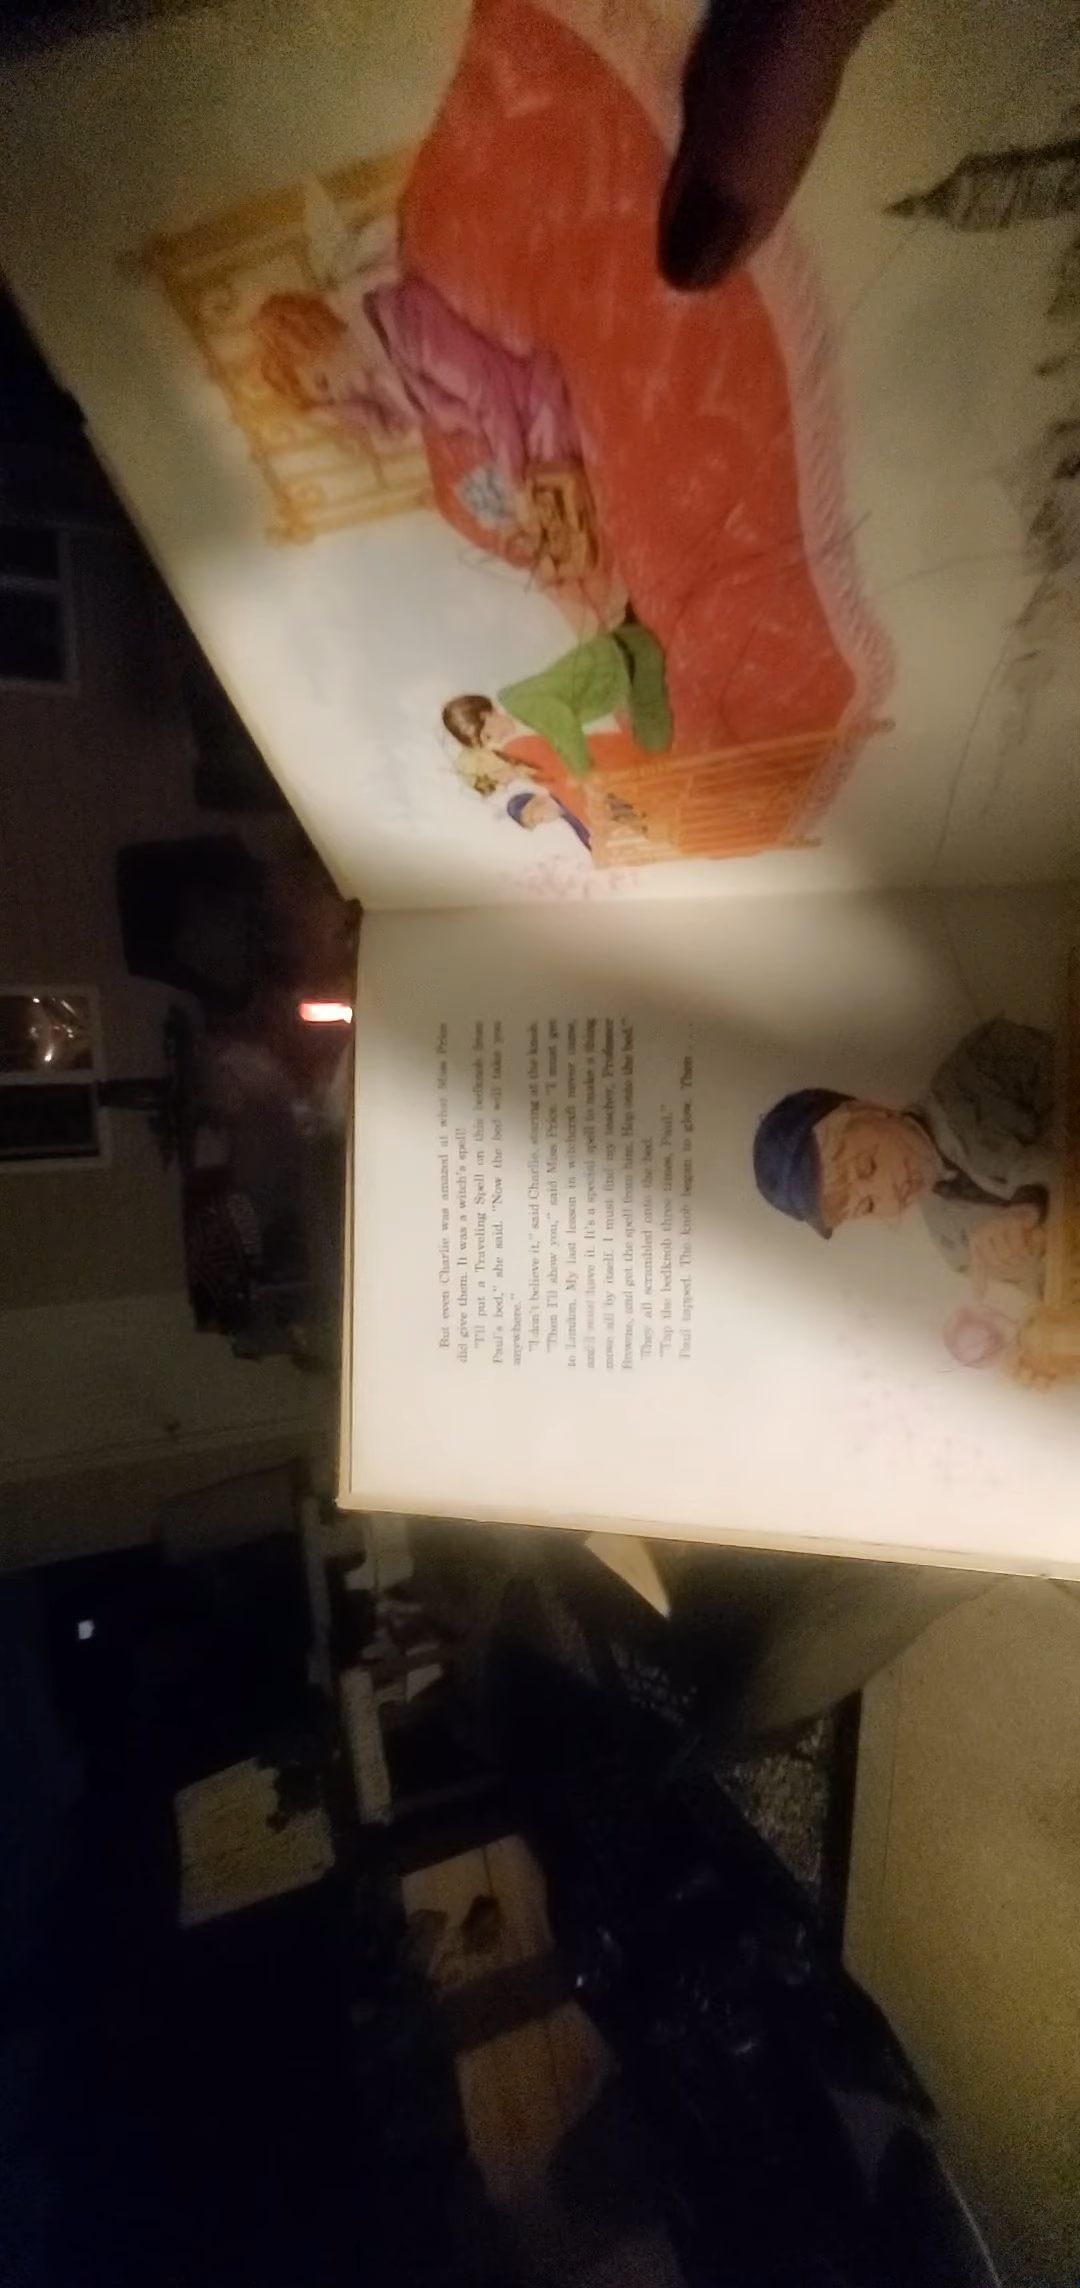 But even Charlie was amazed at what Miss Price
did give them. It was a witch's spell!
"I'll put a Traveling Spell on this bedknob from
Paul's bed," she said. "Now the bed will take you
anywhere."
"I don't believe it," said Charlie, staring at the knob.
"Then I'll show you," said Miss Price. "I must get
to London. My last lesson in witchcraft never came,
and I must have it. It's a special spell to make a thing
move all by itself. I must find my teacher, Professor
Browne, and get the spell from him. Hop onto the bed."
They all scrambled onto the bed.
"Tap the bedknob three times, Paul."
Paul tapped. The knob began to glow. Then . . .